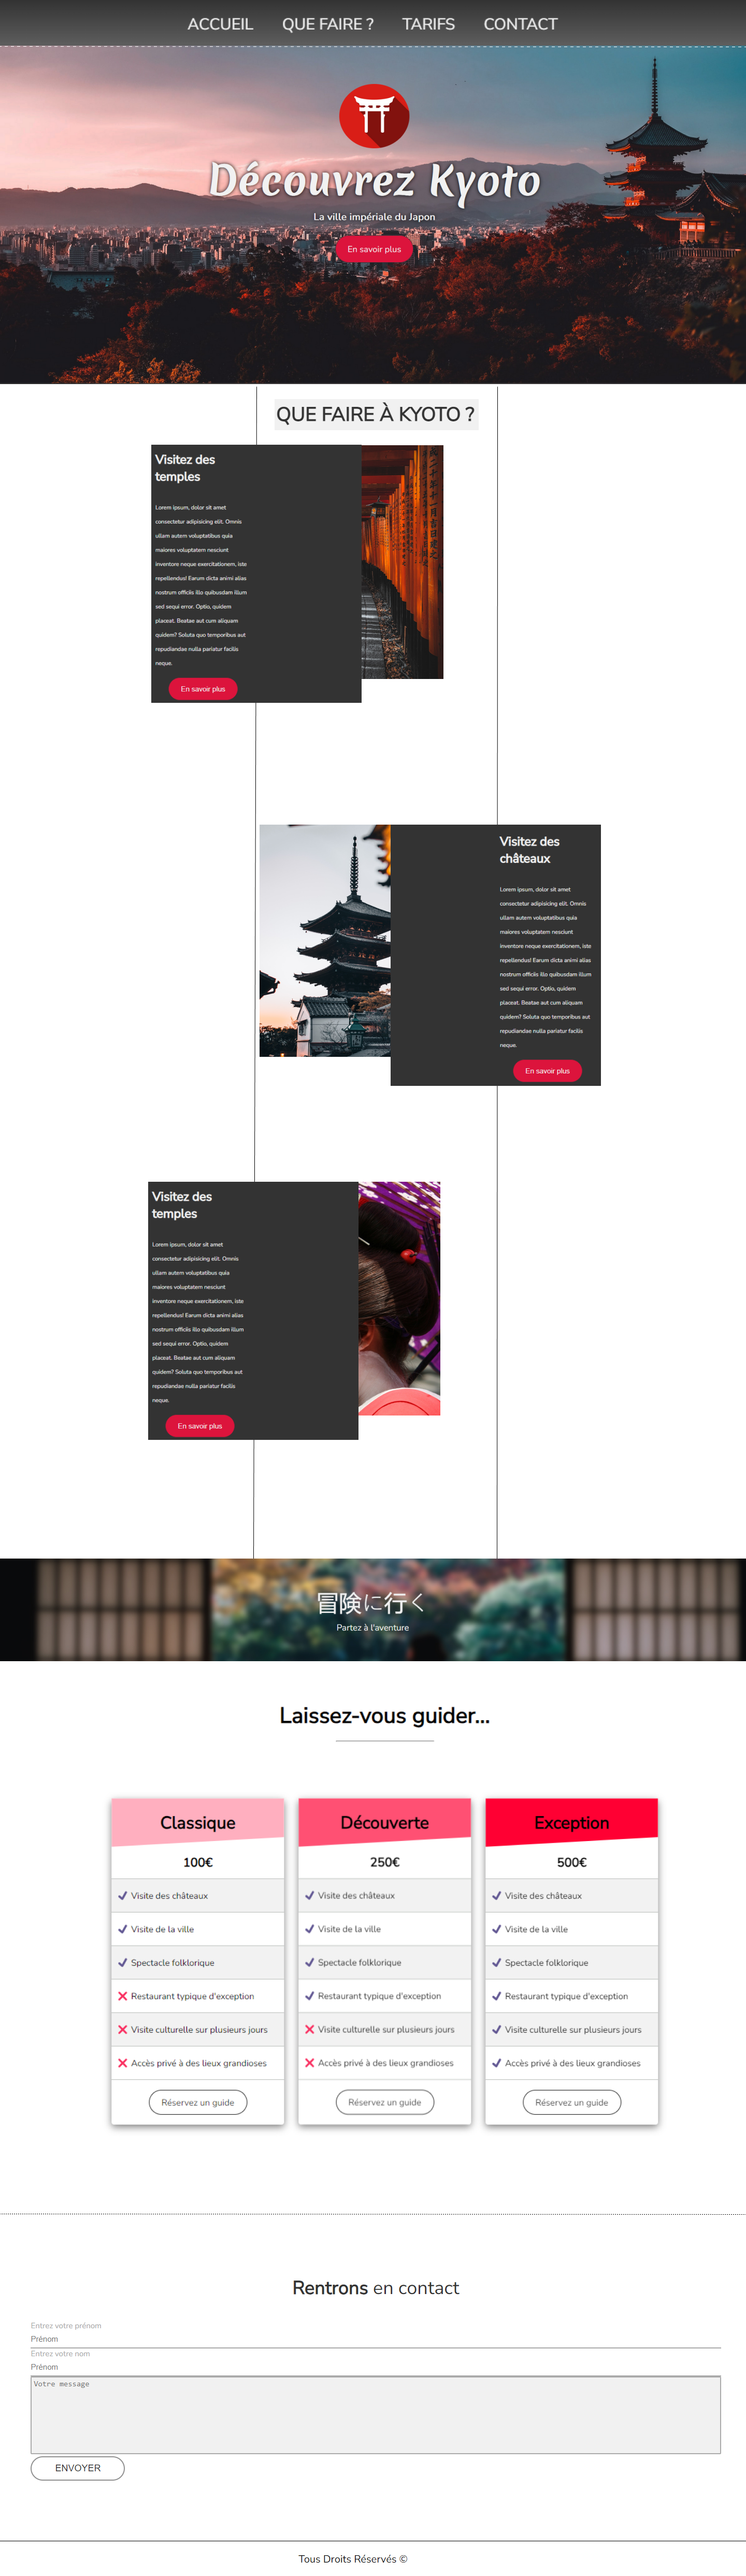 ACCUEIL QUE FAIRE ? TARIFS CONTACT
Découvrez Kyoto
La ville impériale du Japon
En savoir plus
QUE FAIRE À KYOTO ?
Visitez des
temples
Lorem ipsum, dolor sit amet
consectetur adipisicing elit. Omnis
ullam autem voluptatibus quia
maiores voluptatem nesciunt
inventore neque exercitationem, iste
repellendus! Earum dicta animi alias
nostrum officiis illo quibusdam illum
sed sequi error. Optio, quidem
placeat. Beatae aut cum aliquam
quidem? Soluta quo temporibus aut
repudiandae nulla pariatur facilis
neque.
En savoir plus
Visitez des
châteaux
Lorem ipsum, dolor sit amet
consectetur adipisicing elit. Omnis
ullam autem voluptatibus quia
maiores voluptatem nesciunt
inventore neque exercitationem, iste
repellendus! Earum dicta animi alias
nostrum officiis illo quibusdam illum
sed sequi error. Optio, quidem
placeat. Beatae aut cum aliquam
quidem? Soluta quo temporibus aut
repudiandae nulla pariatur facilis
neque.
En savoir plus
Visitez des
temples
Lorem ipsum, dolor sit amet
consectetur adipisicing elit. Omnis
ullam autem voluptatibus quia
maiores voluptatem nesciunt
inventore neque exercitationem, iste
repellendus! Earum dicta animi alias
nostrum officiis illo quibusdam illum
sed sequi error. Optio, quidem
placeat. Beatae aut cum aliquam
quidem? Soluta quo temporibus aut
repudiandae nulla pariatur facilis
neque.
En savoir plus
冒険に行く
Partez à l'aventure
Laissez-vous guider...
Classique
100€
Visite des châteaux
Visite de la ville
Spectacle folklorique
Restaurant typique d'exception
Visite culturelle sur plusieurs jours
Accès privé à des lieux grandioses
Réservez un guide
Découverte
250€
Visite des châteaux
Visite de la ville
Spectacle folklorique
Restaurant typique d'exception
Visite culturelle sur plusieurs jours
Accès privé à des lieux grandioses
Réservez un guide
Exception
500€
Visite des châteaux
Visite de la ville
Spectacle folklorique
Restaurant typique d'exception
Visite culturelle sur plusieurs jours
Accès privé à des lieux grandioses
Réservez un guide
Rentrons en contact
Entrez votre prénom
Prénom
Entrez votre nom
Prénom
Votre message
ENVOYER
Tous Droits Réservés ©